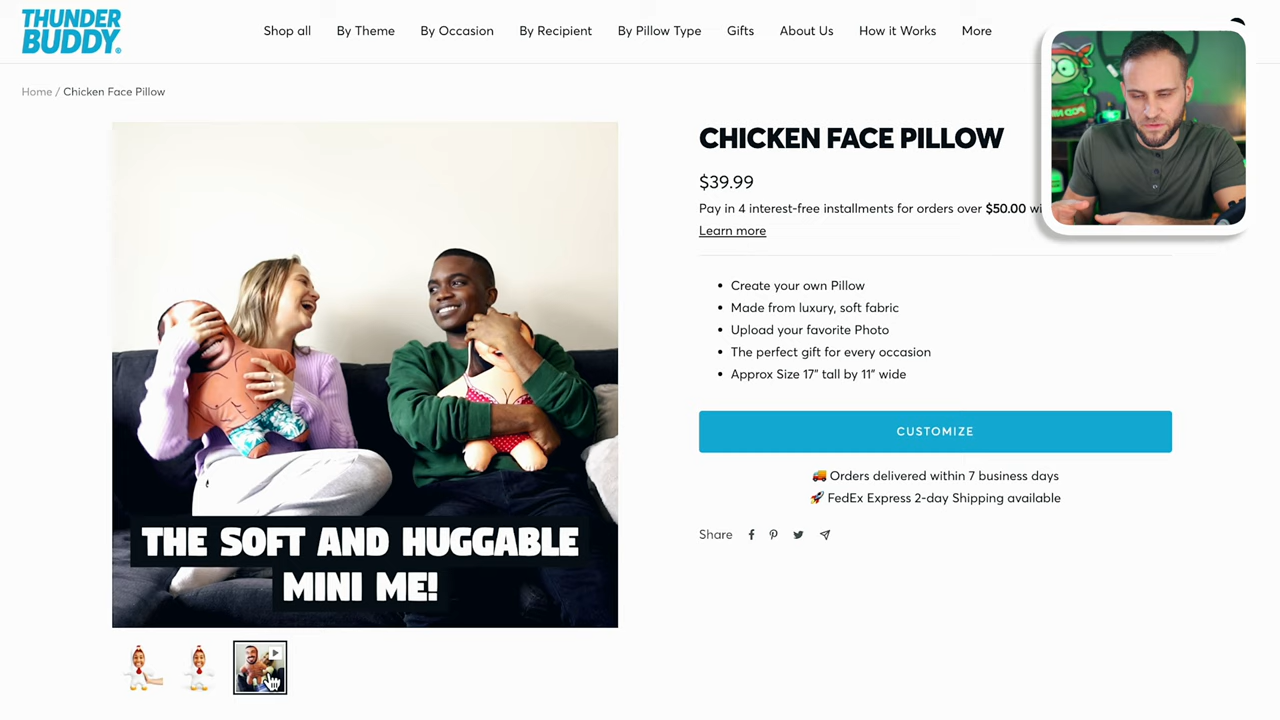 THUNDER
BUDDY®
Shop all By Theme By Occasion By Recipient By Pillow Type Gifts About Us How it Works More
Home / Chicken Face Pillow
CHICKEN FACE PILLOW
$39.99
Pay in 4 interest-free installments for orders over $50.00
Learn more
Create your own Pillow
Made from luxury, soft fabric
Upload your favorite Photo
The perfect gift for every occasion
Approx Size 17" tall by 11" wide
CUSTOMIZE
Orders delivered within 7 business days
FedEx Express 2-day Shipping available
Share
THE SOFT AND HUGGABLE
MINI ME!